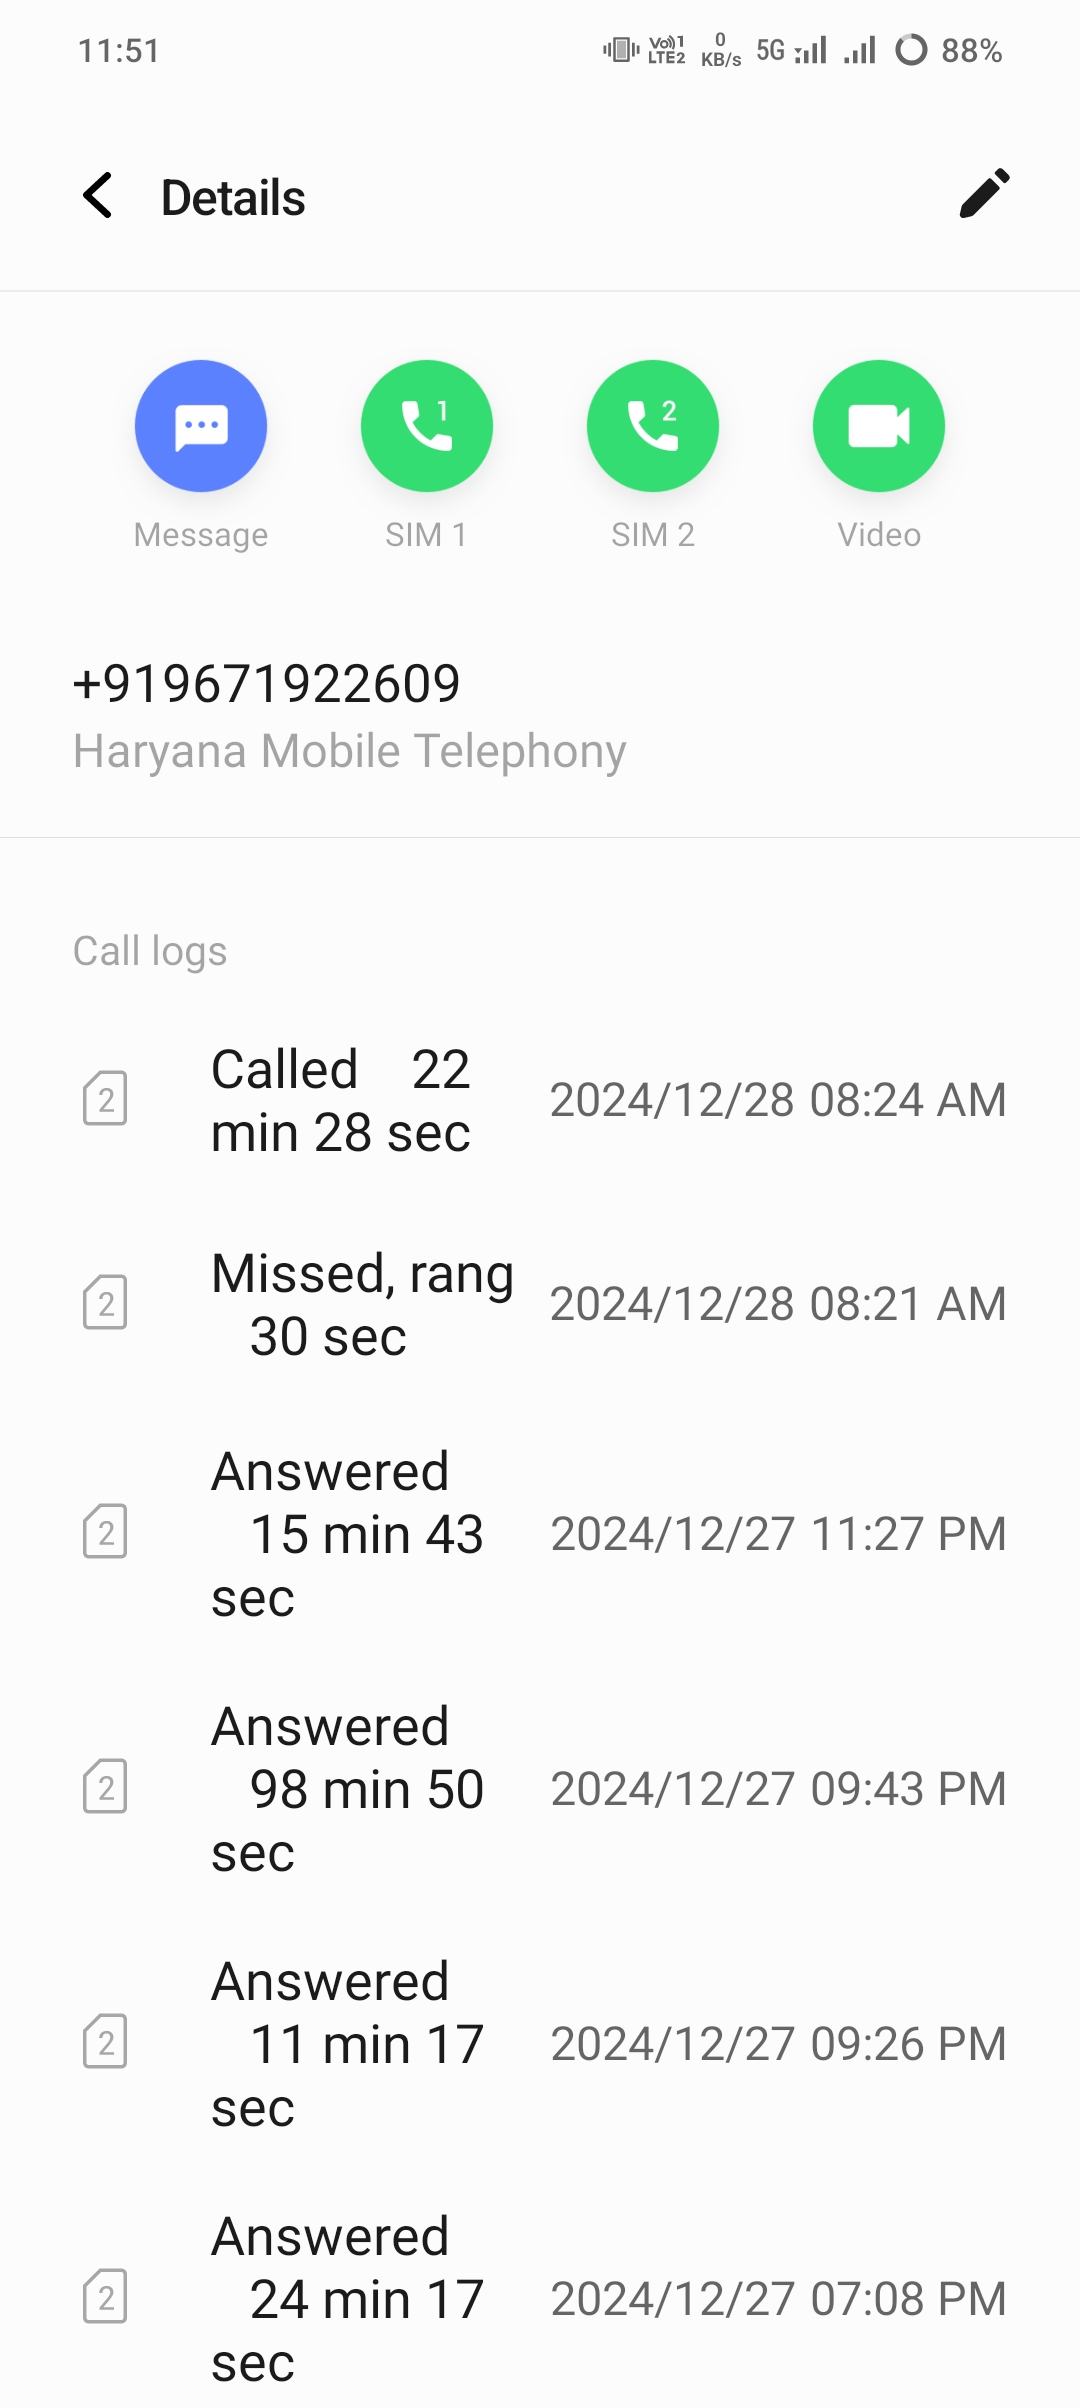 11:51 Vo) 1 LTE2 0 KB/s 5G 88%
Details
1 2
Message SIM 1 SIM 2 Video
+919671922609
Haryana Mobile Telephony
Call logs
2 Called 22 2024/12/28 08:24 AM
min 28 sec
2 Missed, rang 2024/12/28 08:21 AM
30 sec
Answered
2 15 min 43 2024/12/27 11:27 PM
sec
Answered
2 98 min 50 2024/12/27 09:43 PM
sec
Answered
2 11 min 17 2024/12/27 09:26 PM
sec
Answered
2 24 min 17 2024/12/27 07:08 PM
sec